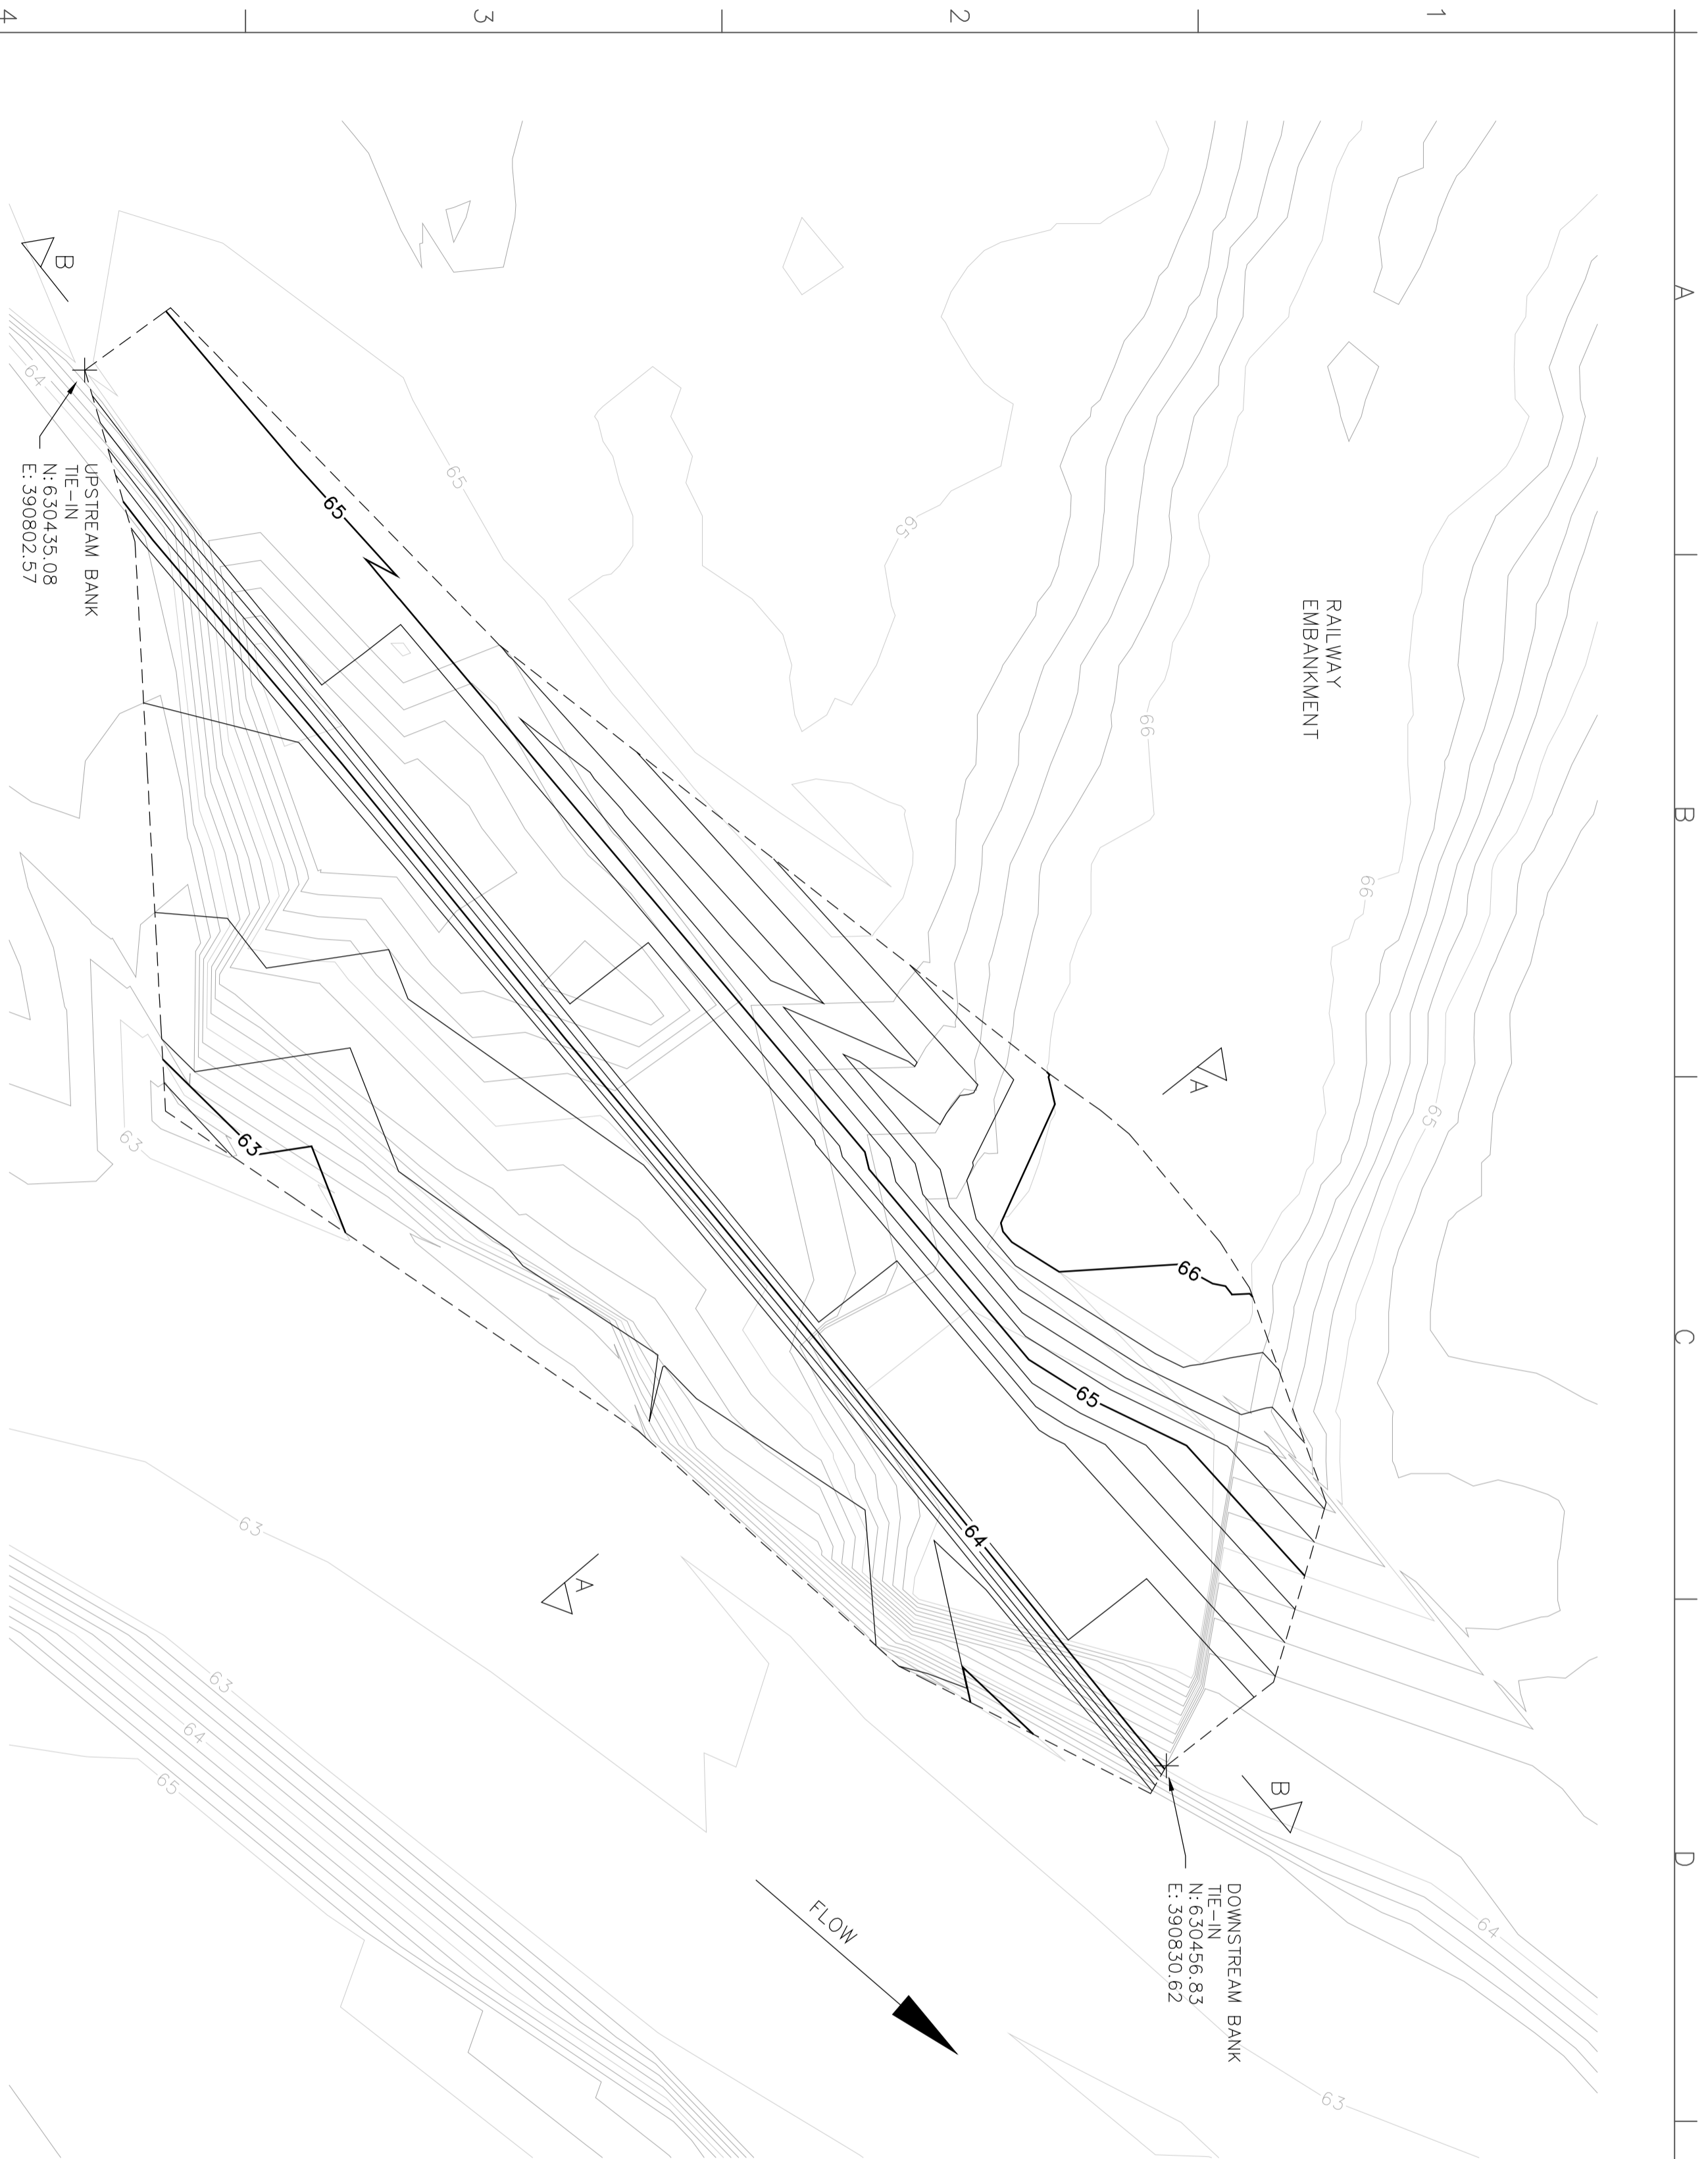 4
3
2
1
A
B
C
D
RAILWAY
EMBANKMENT
UPSTREAM BANK
TIE-IN
N: 630435.08
E: 390802.57
DOWNSTREAM BANK
TIE-IN
N: 630456.83
E: 390830.62
FLOW
B
B
A
A
65
65
66
64
63
64
65
65
66
66
65
63
63
63
64
65
64
63